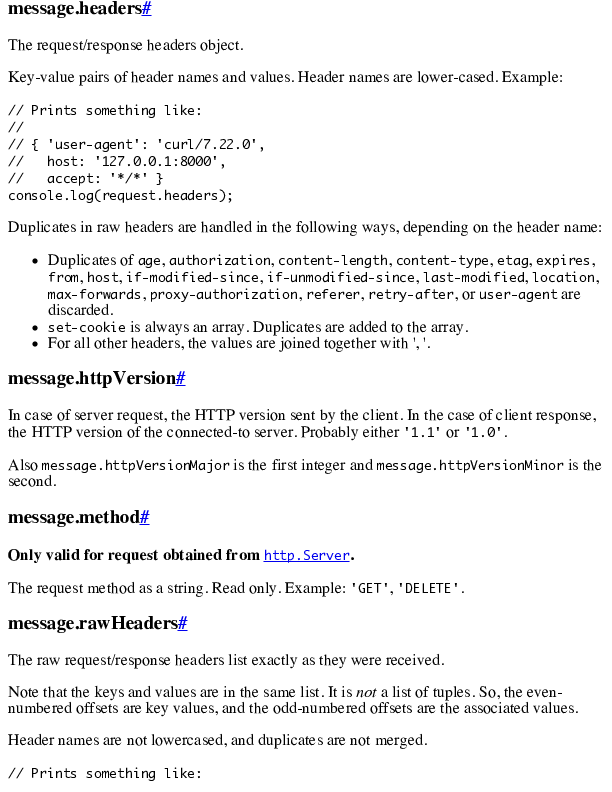 message.headers#
The request/response headers object.
Key-value pairs of header names and values. Header names are lower-cased. Example:
// Prints something like:
//
// { 'user-agent': 'curl/7.22.0',
//   host: '127.0.0.1:8000',
//   accept: '*/*' }
console.log(request.headers);
Duplicates in raw headers are handled in the following ways, depending on the header name:
• Duplicates of age, authorization, content-length, content-type, etag, expires,
from, host, if-modified-since, if-unmodified-since, last-modified, location,
max-forwards, proxy-authorization, referer, retry-after, or user-agent are
discarded.
• set-cookie is always an array. Duplicates are added to the array.
• For all other headers, the values are joined together with ', '.
message.httpVersion#
In case of server request, the HTTP version sent by the client. In the case of client response,
the HTTP version of the connected-to server. Probably either '1.1' or '1.0'.
Also message.httpVersionMajor is the first integer and message.httpVersionMinor is the
second.
message.method#
Only valid for request obtained from http.Server.
The request method as a string. Read only. Example: 'GET', 'DELETE'.
message.rawHeaders#
The raw request/response headers list exactly as they were received.
Note that the keys and values are in the same list. It is not a list of tuples. So, the even-
numbered offsets are key values, and the odd-numbered offsets are the associated values.
Header names are not lowercased, and duplicates are not merged.
// Prints something like: